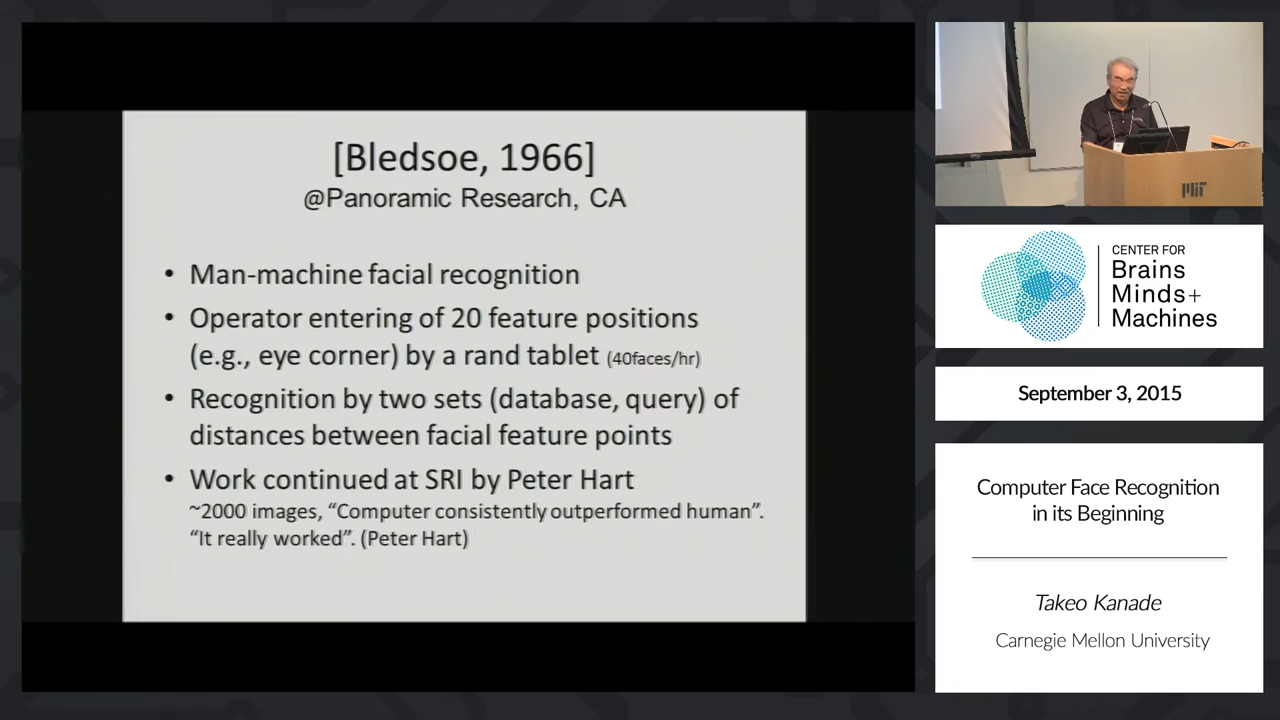 [Bledsoe, 1966]
@Panoramic Research, CA
• Man-machine facial recognition
• Operator entering of 20 feature positions
(e.g., eye corner) by a rand tablet (40faces/hr)
• Recognition by two sets (database, query) of
distances between facial feature points
• Work continued at SRI by Peter Hart
~2000 images, “Computer consistently outperformed human”.
“It really worked”. (Peter Hart)
MIT
CENTER FOR
Brains
Minds+
Machines
September 3, 2015
Computer Face Recognition
in its Beginning
Takeo Kanade
Carnegie Mellon University